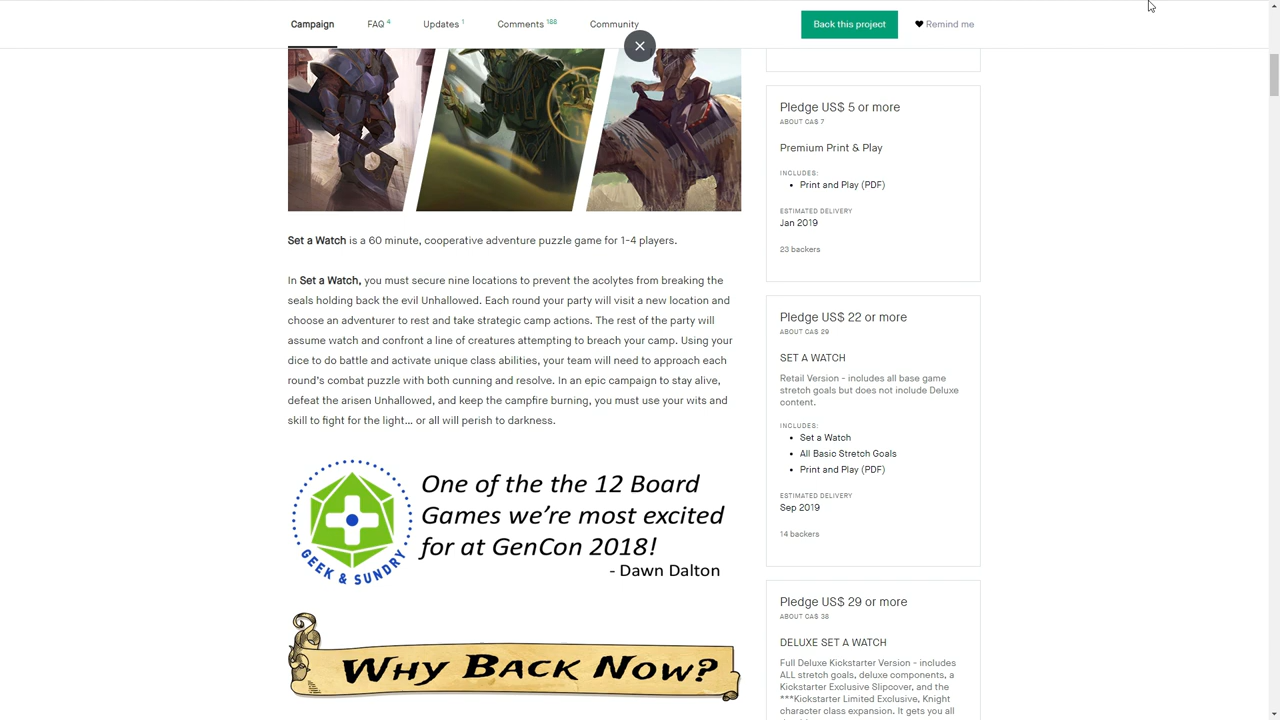 Campaign
FAQ 4
Updates 1
Comments 188
Community
Back this project
Remind me
Set a Watch is a 60 minute, cooperative adventure puzzle game for 1-4 players.
In Set a Watch, you must secure nine locations to prevent the acolytes from breaking the
seals holding back the evil Unhallowed. Each round your party will visit a new location and
choose an adventurer to rest and take strategic camp actions. The rest of the party will
assume watch and confront a line of creatures attempting to breach your camp. Using your
dice to do battle and activate unique class abilities, your team will need to approach each
round's combat puzzle with both cunning and resolve. In an epic campaign to stay alive,
defeat the arisen Unhallowed, and keep the campfire burning, you must use your wits and
skill to fight for the light... or all will perish to darkness.
GEEK & SUNDRY
One of the the 12 Board
Games we're most excited
for at GenCon 2018!
- Dawn Dalton
WHY BACK NOW?
Pledge US$ 5 or more
ABOUT CA$ 7
Premium Print & Play
INCLUDES:
• Print and Play (PDF)
ESTIMATED DELIVERY
Jan 2019
23 backers
Pledge US$ 22 or more
ABOUT CA$ 29
SET A WATCH
Retail Version - includes all base game
stretch goals but does not include Deluxe
content.
INCLUDES:
• Set a Watch
• All Basic Stretch Goals
• Print and Play (PDF)
ESTIMATED DELIVERY
Sep 2019
14 backers
Pledge US$ 29 or more
ABOUT CA$ 38
DELUXE SET A WATCH
Full Deluxe Kickstarter Version - includes
ALL stretch goals, deluxe components, a
Kickstarter Exclusive Slipcover, and the
***Kickstarter Limited Exclusive, Knight
character class expansion. It gets you all